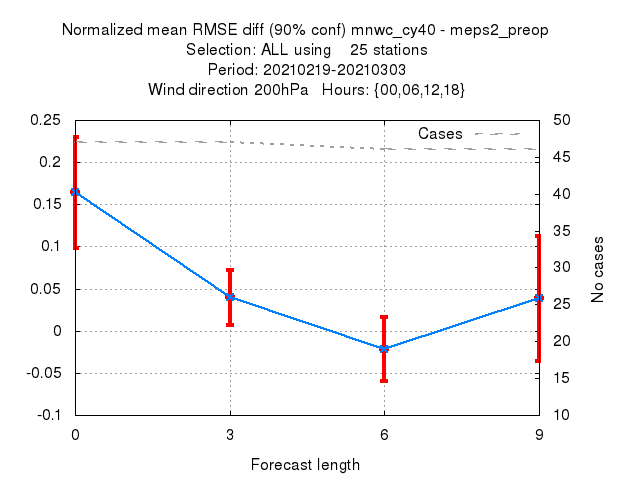 Normalized mean RMSE diff (90% conf) mnwc_cy40 - meps2_preop
Selection: ALL using    25 stations
Period: 20210219-20210303
Wind direction 200hPa   Hours: {00,06,12,18}
Cases
0.25
0.2
0.15
0.1
0.05
0
-0.05
-0.1
50
45
40
35
30
25
20
15
10
No cases
0 3 6 9
Forecast length